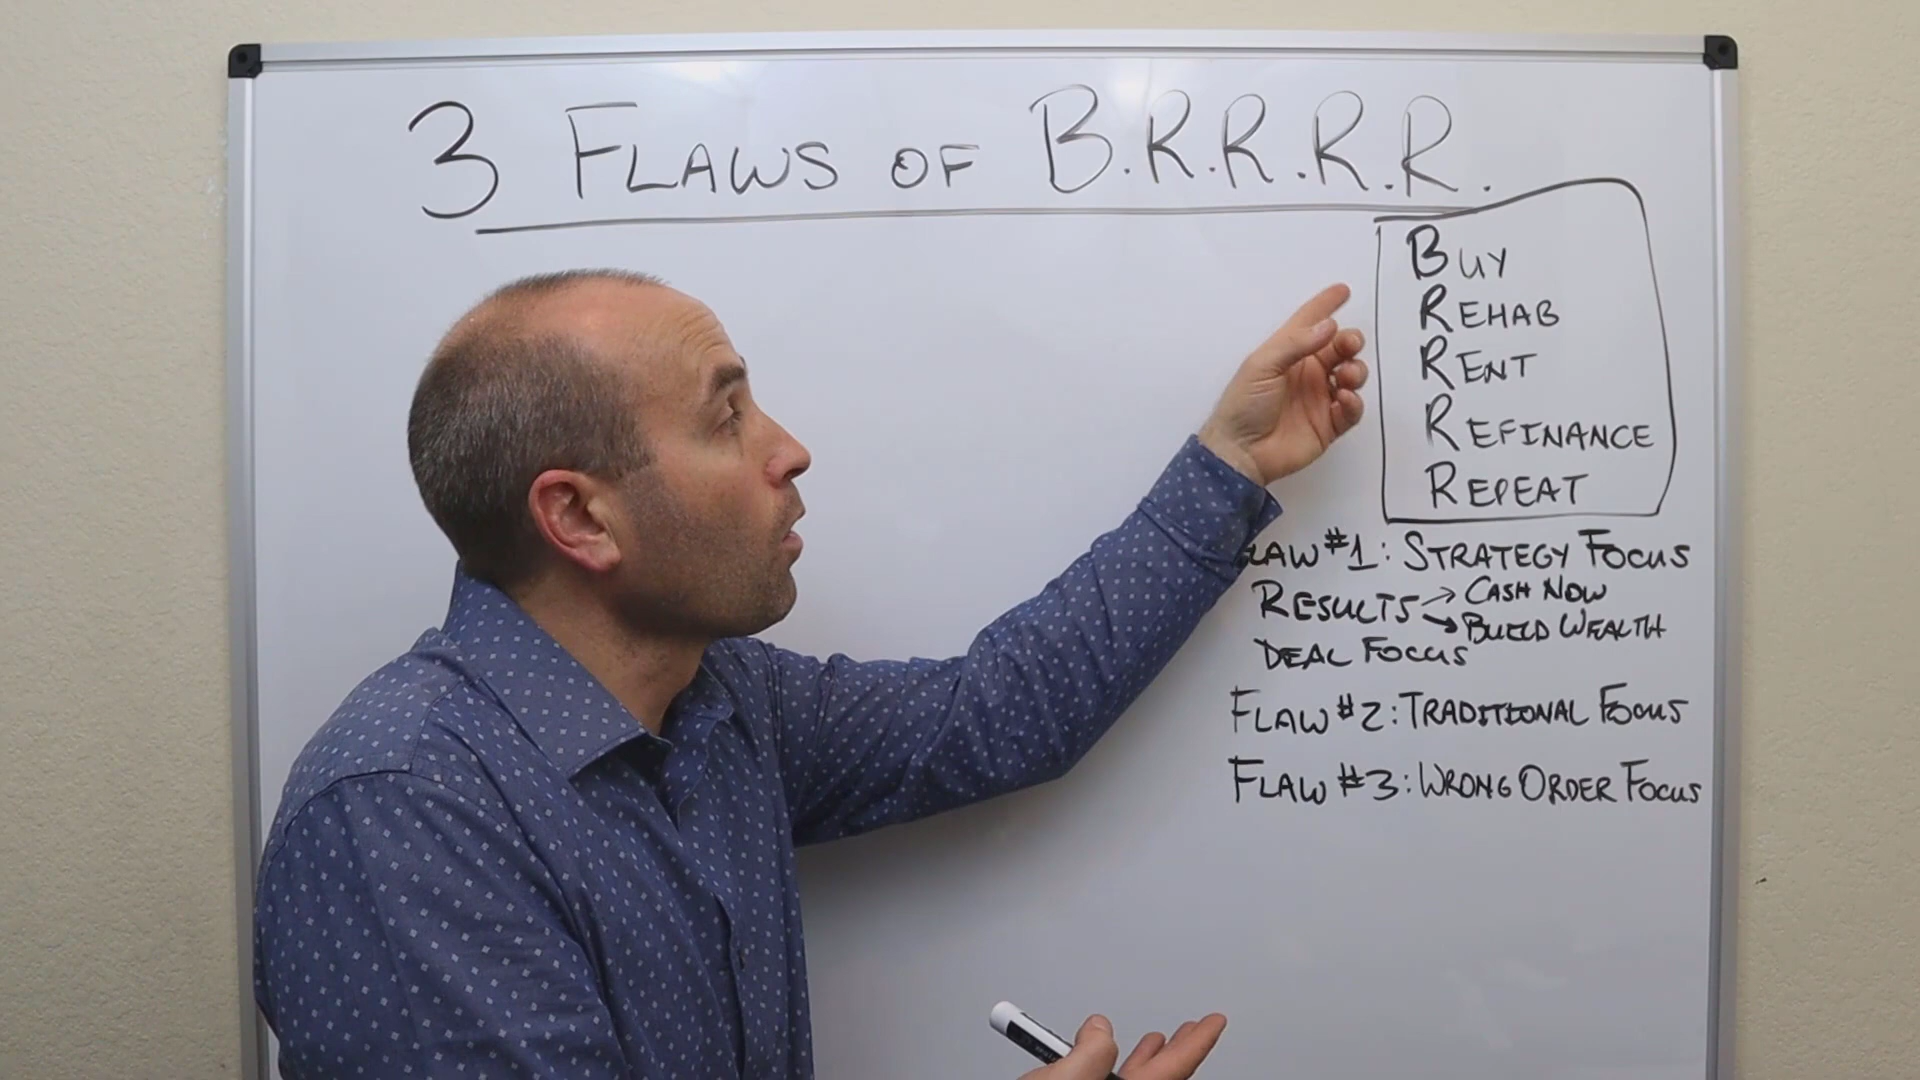 3 FLAWS OF B.R.R.R.R.
BUY
REHAB
RENT
REFINANCE
REPEAT
FLAW #1: STRATEGY FOCUS
RESULTS → CASH NOW
→ BUILD WEALTH
DEAL FOCUS
FLAW #2: TRADITIONAL FOCUS
FLAW #3: WRONG ORDER FOCUS